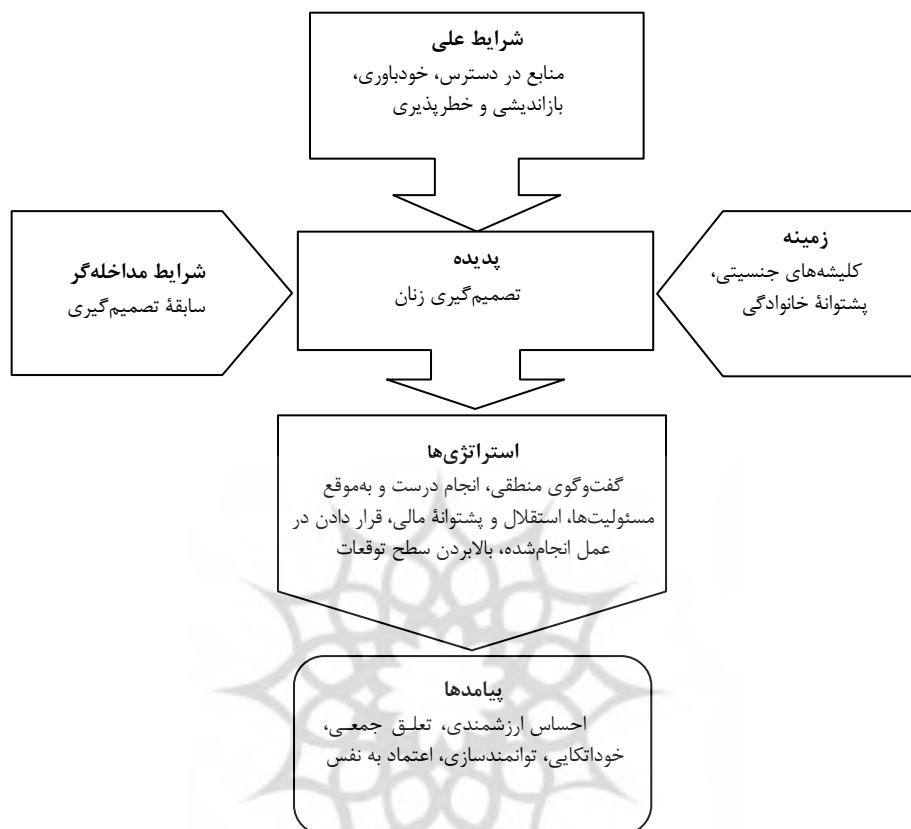 شرایط علی
منابع در دسترس، خودباوری،
بازاندیشی و خطرپذیری
زمینه
کلیشه‌های جنسیتی،
پشتوانهٔ خانوادگی
پدیده
تصمیم‌گیری زنان
شرایط مداخله‌گر
سابقهٔ تصمیم‌گیری
استراتژی‌ها
گفت‌وگوی منطقی، انجام درست و به‌موقع
مسئولیت‌ها، استقلال و پشتوانهٔ مالی، قرار دادن در
عمل انجام‌شده، بالابردن سطح توقعات
پیامدها
احساس ارزشمندی، تعلـق جمعـی،
خوداتکایی، توانمندسازی، اعتماد به نفس